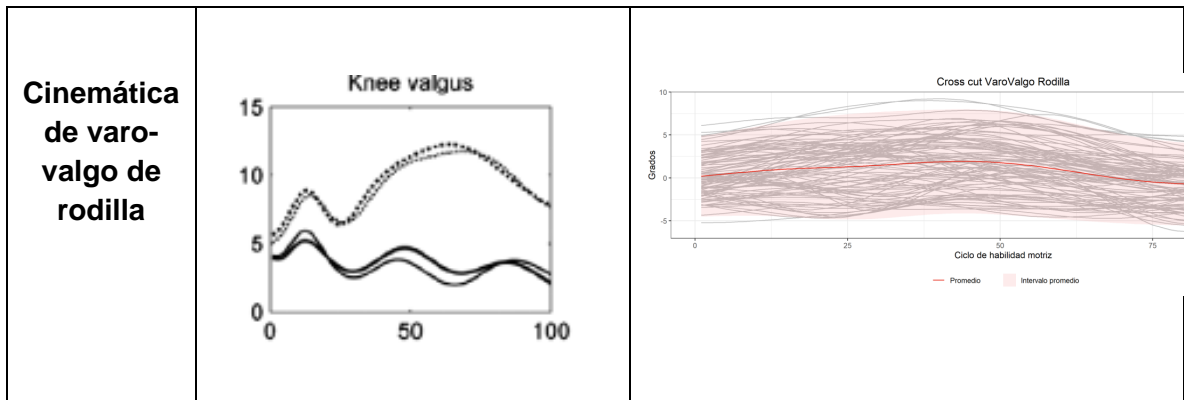 Cinemática
de varo-
valgo de
rodilla
Knee valgus
15
10
5
0
0 50 100
Cross cut VaroValgo Rodilla
10
5
0
-5
Grados
0 25 50 75
Ciclo de habilidad motriz
Promedio Intervalo promedio